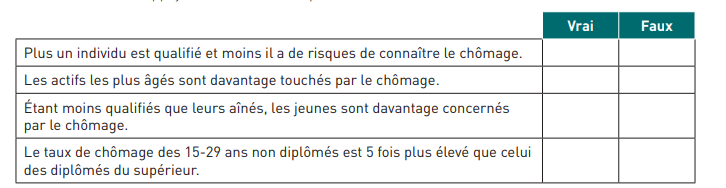 Vrai Faux
Plus un individu est qualifié et moins il a de risques de connaître le chômage.
Les actifs les plus âgés sont davantage touchés par le chômage.
Étant moins qualifiés que leurs aînés, les jeunes sont davantage concernés
par le chômage.
Le taux de chômage des 15-29 ans non diplômés est 5 fois plus élevé que celui
des diplômés du supérieur.